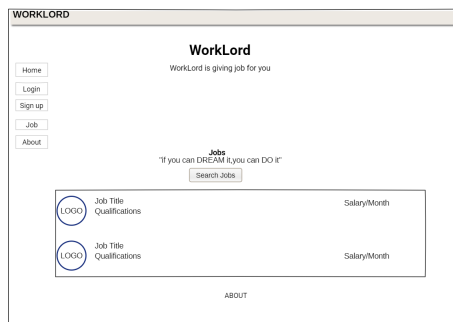 WORKLORD
WorkLord
WorkLord is giving job for you
Home
Login
Sign up
Job
About
Jobs
"If you can DREAM it,you can DO it"
Search Jobs
LOGO
Job Title
Qualifications
Salary/Month
LOGO
Job Title
Qualifications
Salary/Month
ABOUT